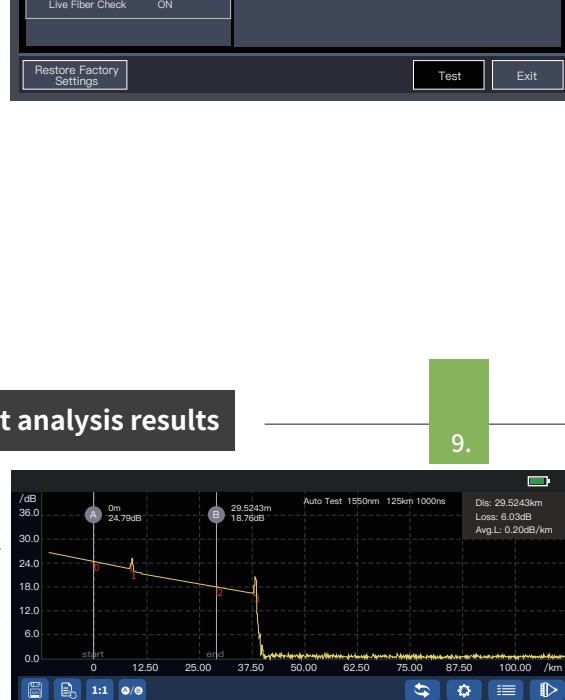 Live Fiber Check ON
Restore Factory
Settings
Test
Exit
t analysis results
9.
/dB
36.0
30.0
24.0
18.0
12.0
6.0
0.0
A
0m
24.79dB
B
29.5243m
18.76dB
Auto Test 1550nm 125km 1000ns
Dis: 29.5243km
Loss: 6.03dB
Avg.L: 0.20dB/km
0
1
2
3
start
end
0 12.50 25.00 37.50 50.00 62.50 75.00 87.50 100.00 /km
1:1
A/B